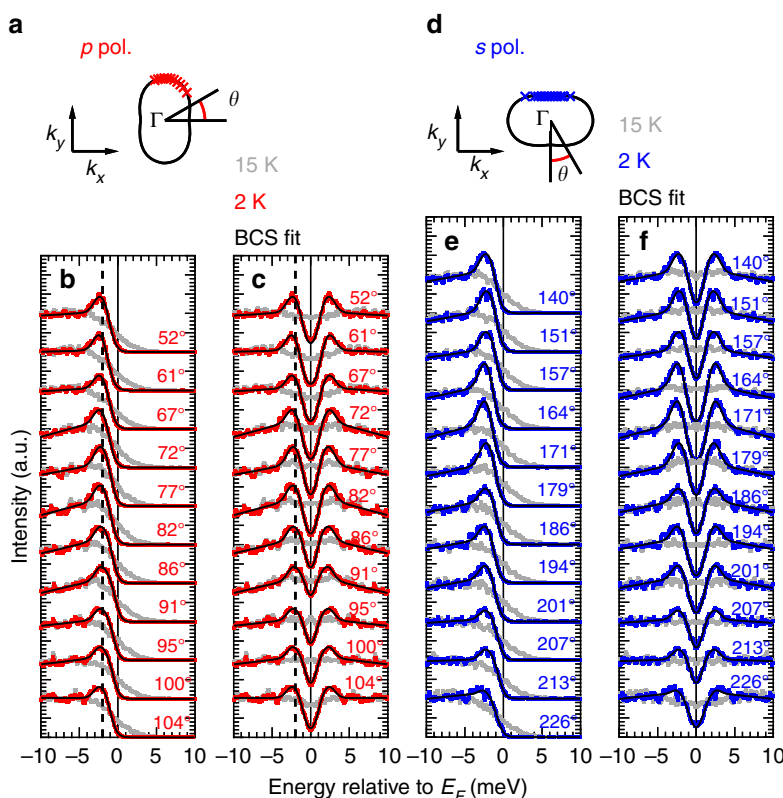 a
p pol.
Γ
θ
k_y
k_x
15 K
2 K
BCS fit
d
s pol.
Γ
θ
k_y
k_x
15 K
2 K
BCS fit
Intensity (a.u.)
b
52°
61°
67°
72°
77°
82°
86°
91°
95°
100°
104°
−10 −5 0 5 10
c
52°
61°
67°
72°
77°
82°
86°
91°
95°
100°
104°
−10 −5 0 5 10
e
140°
151°
157°
164°
171°
179°
186°
194°
201°
207°
213°
226°
−10 −5 0 5 10
f
140°
151°
157°
164°
171°
179°
186°
194°
201°
207°
213°
226°
−10 −5 0 5 10
Energy relative to E_F (meV)